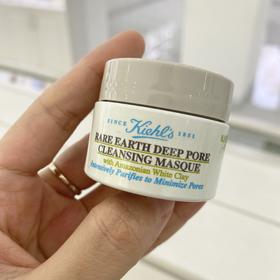 SINCE Kiehl's 1851
RARE EARTH DEEP PORE
CLEANSING MASQUE
with Amazonian White Clay
Intensively Purifies to Minimize Pores